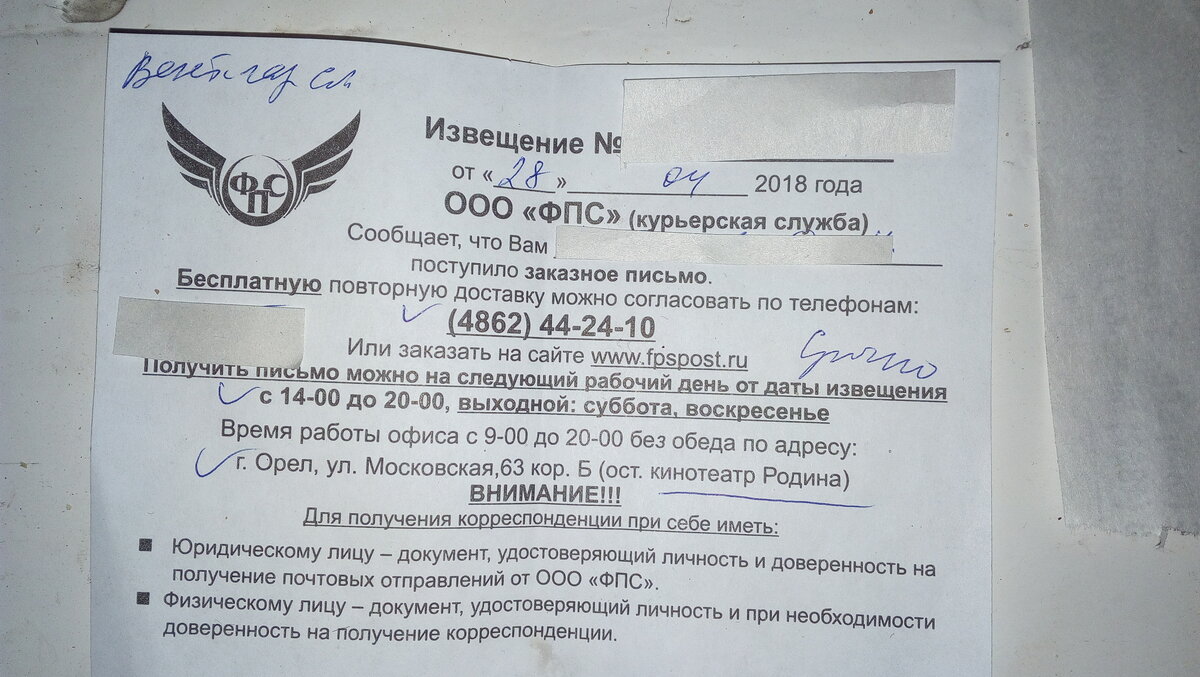 ФПС
Извещение №
от «28» 04 2018 года
ООО «ФПС» (курьерская служба)
Сообщает, что Вам
поступило заказное письмо.
Бесплатную повторную доставку можно согласовать по телефонам:
(4862) 44-24-10
Или заказать на сайте www.fpspost.ru
Срочно
Получить письмо можно на следующий рабочий день от даты извещения
с 14-00 до 20-00, выходной: суббота, воскресенье
Время работы офиса с 9-00 до 20-00 без обеда по адресу:
г. Орел, ул. Московская,63 кор. Б (ост. кинотеатр Родина)
ВНИМАНИЕ!!!
Для получения корреспонденции при себе иметь:
Юридическому лицу – документ, удостоверяющий личность и доверенность на
получение почтовых отправлений от ООО «ФПС».
Физическому лицу – документ, удостоверяющий личность и при необходимости
доверенность на получение корреспонденции.